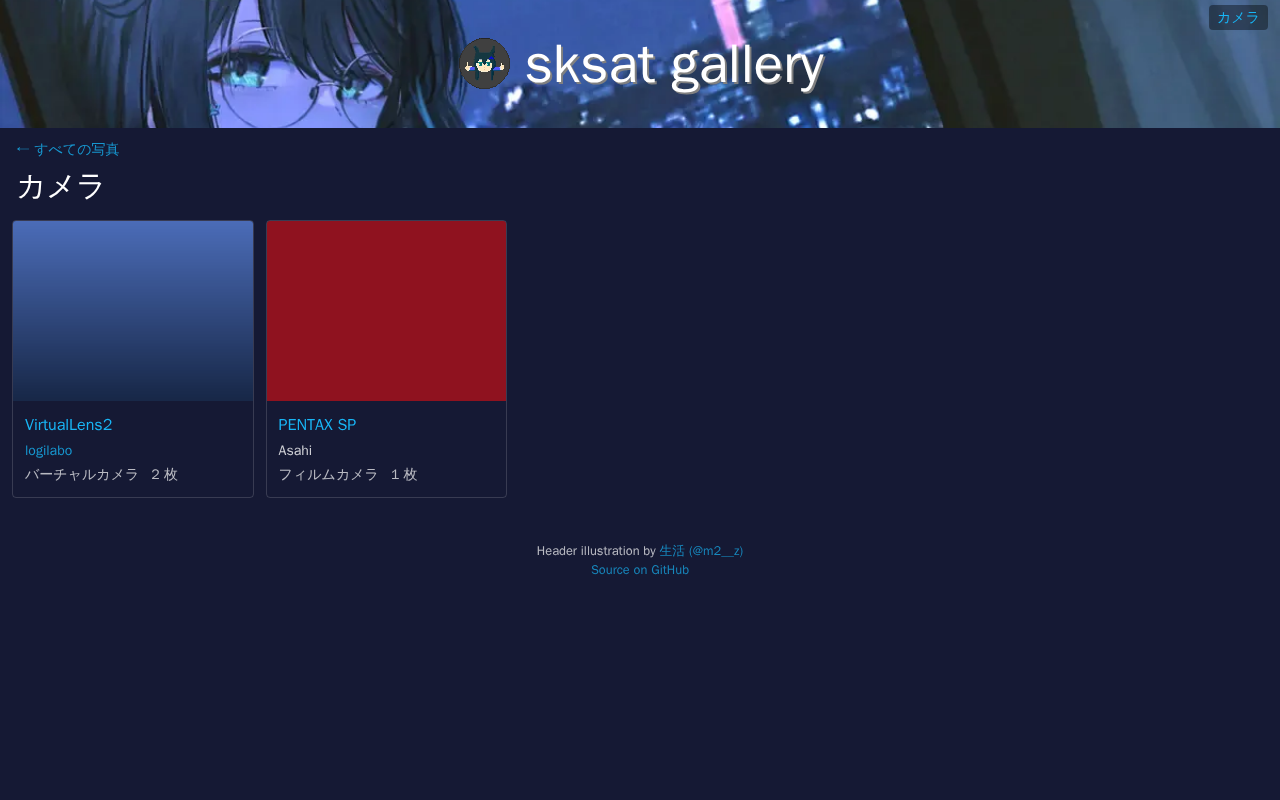 カメラ
sksat gallery
← すべての写真
カメラ
VirtualLens2
logilabo
バーチャルカメラ 2 枚
PENTAX SP
Asahi
フィルムカメラ 1 枚
Header illustration by 生活 (@m2__z)
Source on GitHub